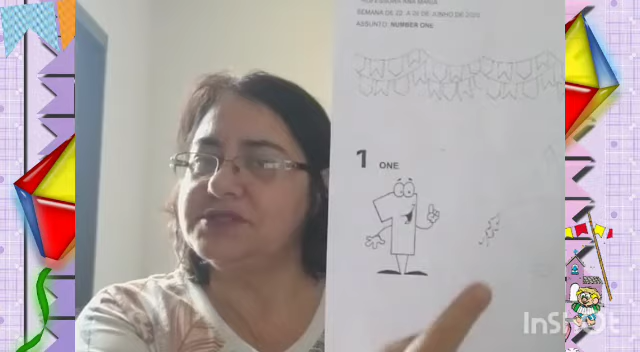 PROFESSORA ANA MARIA
SEMANA DE 22 A 26 DE JUNHO DE 2020
ASSUNTO: NUMBER ONE
1 ONE
InShOt